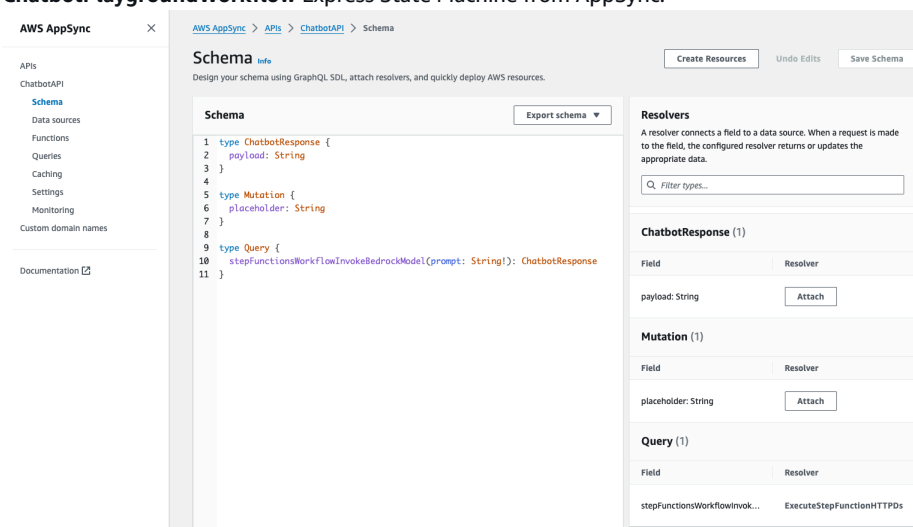 ChatbotPlaygroundWorkflow Express State Machine from AppSync.
AWS AppSync
APIs
ChatbotAPI
Schema
Data sources
Functions
Queries
Caching
Settings
Monitoring
Custom domain names
Documentation
AWS AppSync > APIs > ChatbotAPI > Schema
Schema Info
Design your schema using GraphQL SDL, attach resolvers, and quickly deploy AWS resources.
Create Resources
Undo Edits
Save Schema
Schema
Export schema
1 type ChatbotResponse {
2 payload: String
3 }
4
5 type Mutation {
6 placeholder: String
7 }
8
9 type Query {
10 stepFunctionsWorkflowInvokeBedrockModel(prompt: String!): ChatbotResponse
11 }
Resolvers
A resolver connects a field to a data source. When a request is made
to the field, the configured resolver returns or updates the
appropriate data.
Filter types...
ChatbotResponse (1)
Field Resolver
payload: String Attach
Mutation (1)
Field Resolver
placeholder: String Attach
Query (1)
Field Resolver
stepFunctionsWorkflowInvok... ExecuteStepFunctionHTTPDs